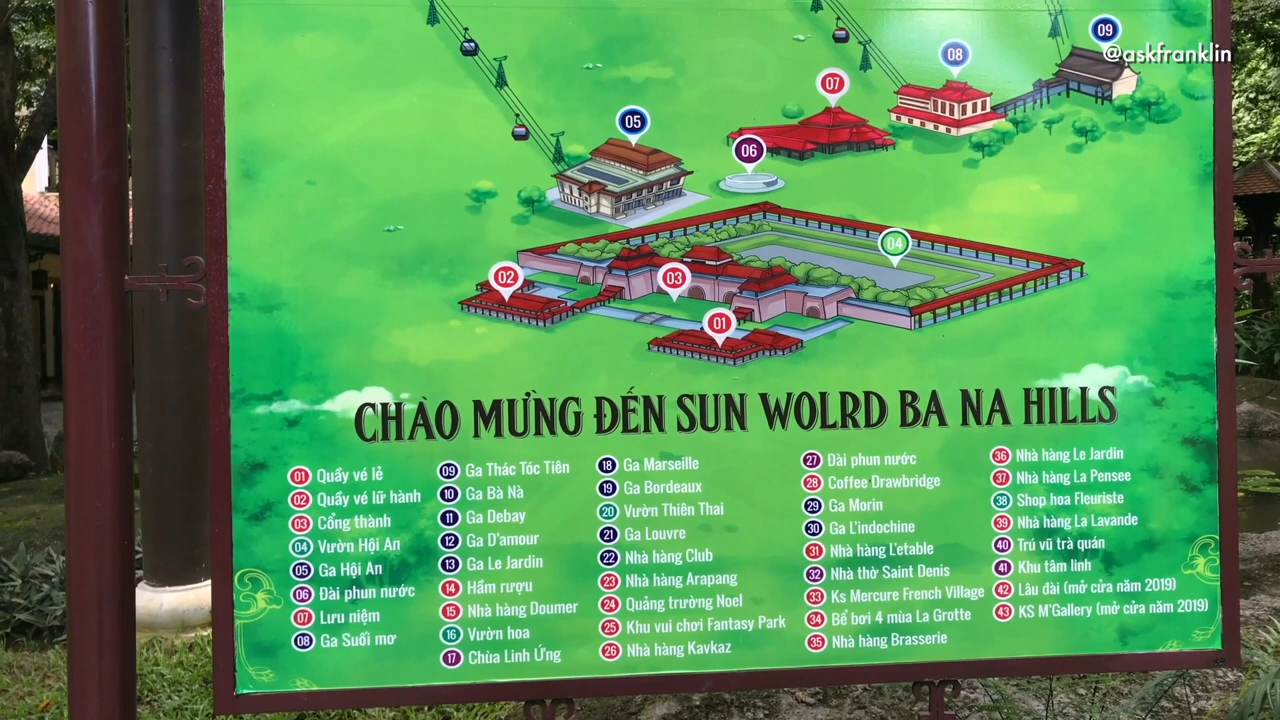 09
@askfranklin
08
07
05
06
04
02
03
01
CHÀO MỪNG ĐẾN SUN WOLRD BA NA HILLS
01 Quầy vé lẻ
02 Quầy vé lữ hành
03 Cổng thành
04 Vườn Hội An
05 Ga Hội An
06 Đài phun nước
07 Lưu niệm
08 Ga Suối mơ
09 Ga Thác Tóc Tiên
10 Ga Bà Nà
11 Ga Debay
12 Ga D'amour
13 Ga Le Jardin
14 Hầm rượu
15 Nhà hàng Doumer
16 Vườn hoa
17 Chùa Linh Ứng
18 Ga Marseille
19 Ga Bordeaux
20 Vườn Thiên Thai
21 Ga Louvre
22 Nhà hàng Club
23 Nhà hàng Arapang
24 Quảng trường Noel
25 Khu vui chơi Fantasy Park
26 Nhà hàng Kavkaz
27 Đài phun nước
28 Coffee Drawbridge
29 Ga Morin
30 Ga L'indochine
31 Nhà hàng L'etable
32 Nhà thờ Saint Denis
33 Ks Mercure French Village
34 Bể bơi 4 mùa La Grotte
35 Nhà hàng Brasserie
36 Nhà hàng Le Jardin
37 Nhà hàng La Pensee
38 Shop hoa Fleuriste
39 Nhà hàng La Lavande
40 Trú vũ trà quán
41 Khu tâm linh
42 Lâu đài (mở cửa năm 2019)
43 KS M'Gallery (mở cửa năm 2019)